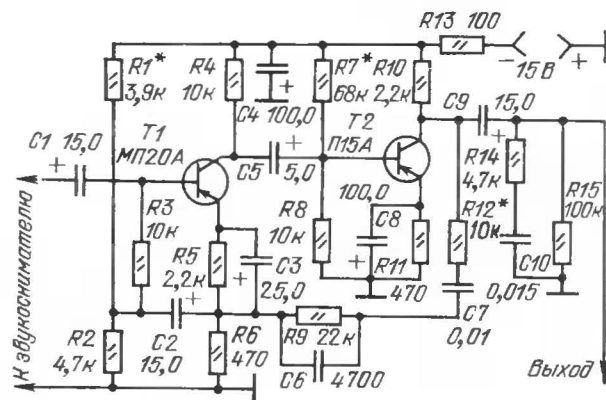 R13 100
R1* 3,9к
R4 10к
C4 100,0
R7* 68к
R10 2,2к
− 15 В +
C9 15,0
C1 15,0
T1 МП20А
C5 5,0
T2 П15А
R14 4,7к
R15 100к
R3 10к
R5 2,2к
C3 25,0
R8 10к
100,0 C8
R11 470
R12* 10к
C10 0,015
C7 0,01
К звукоснимателю
R2 4,7к
C2 15,0
R6 470
R9 22к
C6 4700
Выход
+
+
+
+
+
+
+